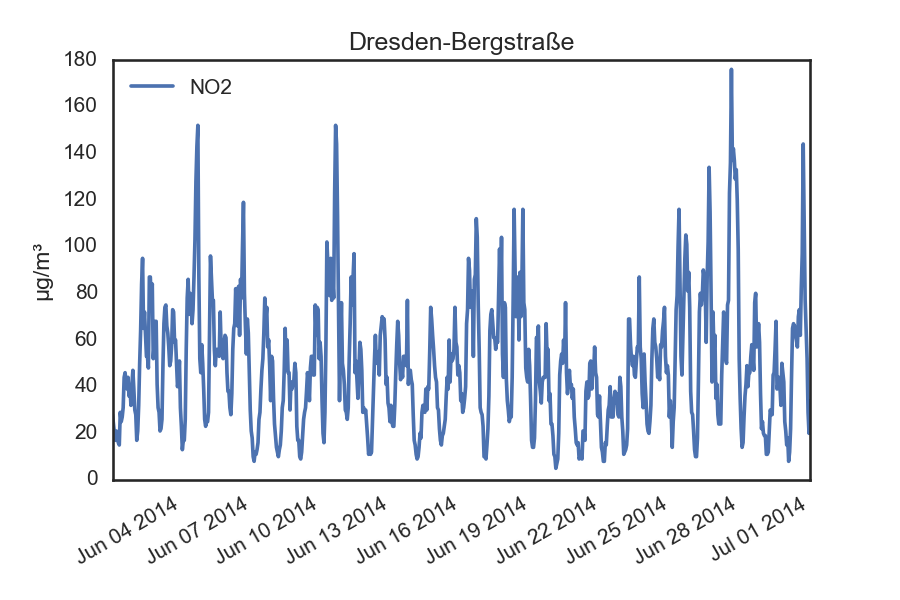 Dresden-Bergstraße
NO2
µg/m³
180
160
140
120
100
80
60
40
20
0
Jun 04 2014
Jun 07 2014
Jun 10 2014
Jun 13 2014
Jun 16 2014
Jun 19 2014
Jun 22 2014
Jun 25 2014
Jun 28 2014
Jul 01 2014